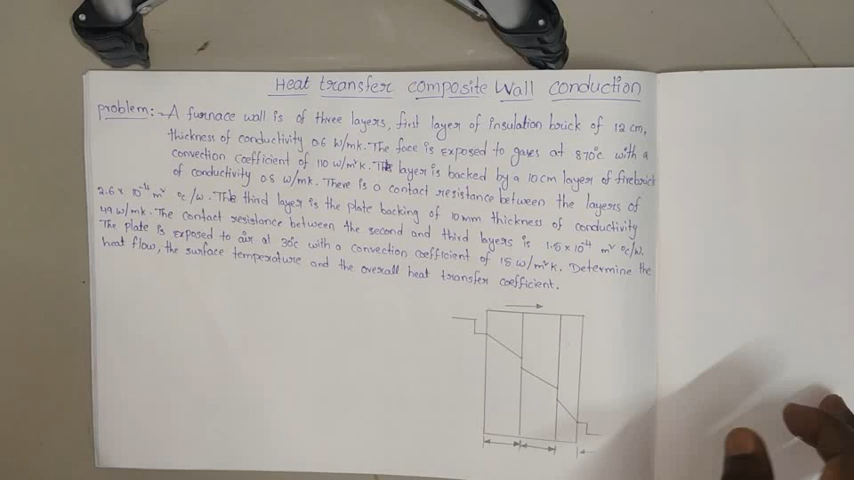 Heat transfer composite Wall conduction
Problem:- A furnace wall is of three layers, first layer of insulation brick of 12 cm,
thickness of conductivity 0.6 W/mk. The face is exposed to gases at 870°c with a
convection coefficient of 110 W/m²k. The layer is backed by a 10cm layer of firebrick
of conductivity 0.8 W/mk. There is a contact resistance between the layers of
2.6 x 10⁻⁴ m² °c/w. The third layer is the plate backing of 10mm thickness of conductivity
49 W/mk. The contact resistance between the second and third layers is 1.5 x 10⁻⁴ m² °c/w.
The plate is exposed to air at 30°c with a convection coefficient of 15 w/m²k. Determine the
heat flow, the surface temperature and the overall heat transfer coefficient.